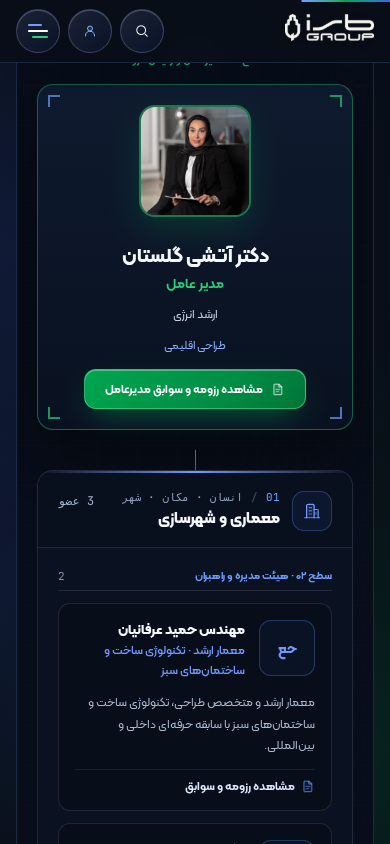 isb
GROUP
دکتر آتشی گلستان
مدیر عامل
ارشد انرژی
طراحی اقلیمی
مشاهده رزومه و سوابق مدیرعامل
01 / انسان · مکان · شهر
3 عضو
معماری و شهرسازی
سطح ۰۲ · هیئت مدیره و راهبران
2
حع
مهندس حمید عرفانیان
معمار ارشد · تکنولوژی ساخت و
ساختمان‌های سبز
معمار ارشد و متخصص طراحی، تکنولوژی ساخت و
ساختمان‌های سبز با سابقه حرفه‌ای داخلی و
بین‌المللی.
مشاهده رزومه و سوابق